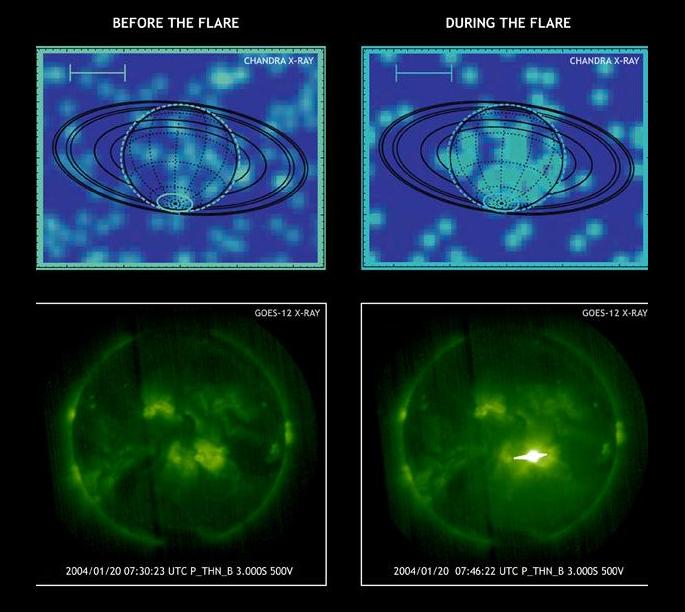 BEFORE THE FLARE
DURING THE FLARE
CHANDRA X-RAY
CHANDRA X-RAY
GOES-12 X-RAY
GOES-12 X-RAY
2004/01/20 07:30:23 UTC P_THN_B 3.000S 500V
2004/01/20 07:46:22 UTC P_THN_B 3.000S 500V